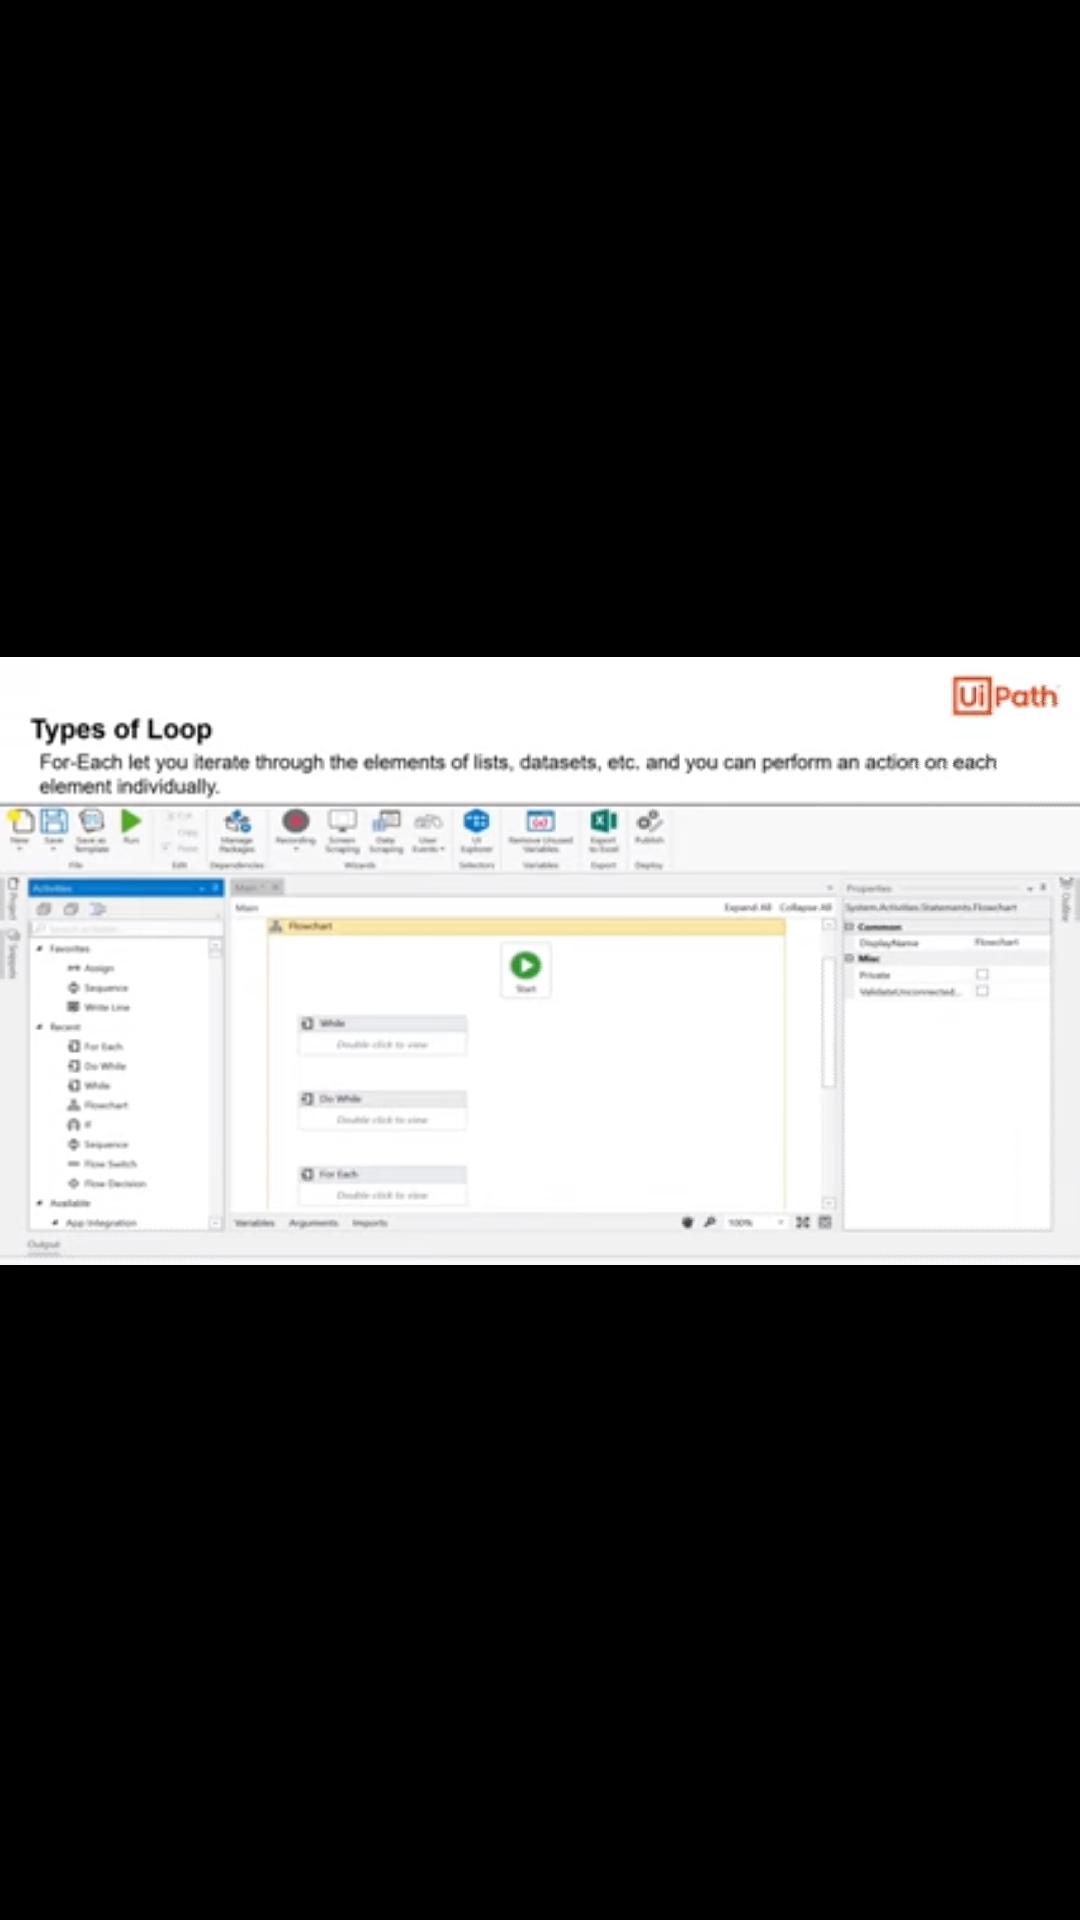 UiPath
Types of Loop
For-Each let you iterate through the elements of lists, datasets, etc. and you can perform an action on each
element individually.
New
Save
Save as
Template
Run
Cut
Copy
Paste
Manage
Packages
Recording
Screen
Scraping
Data
Scraping
User
Events
UI
Explorer
Remove Unused
Variables
Export
to Excel
Publish
File
Edit
Dependencies
Wizards
Selectors
Variables
Export
Deploy
Project
Snippets
Activities
Favorites
Assign
Sequence
Write Line
Recent
For Each
Do While
While
Flowchart
If
Sequence
Flow Switch
Flow Decision
Available
App Integration
Main
Main
Expand All
Collapse All
Flowchart
Start
While
Double click to view
Do While
Double click to view
For Each
Double click to view
Variables
Arguments
Imports
100%
Properties
System.Activities.Statements.Flowchart
Common
DisplayName
Flowchart
Misc
Private
ValidateUnconnected...
Outline
Output